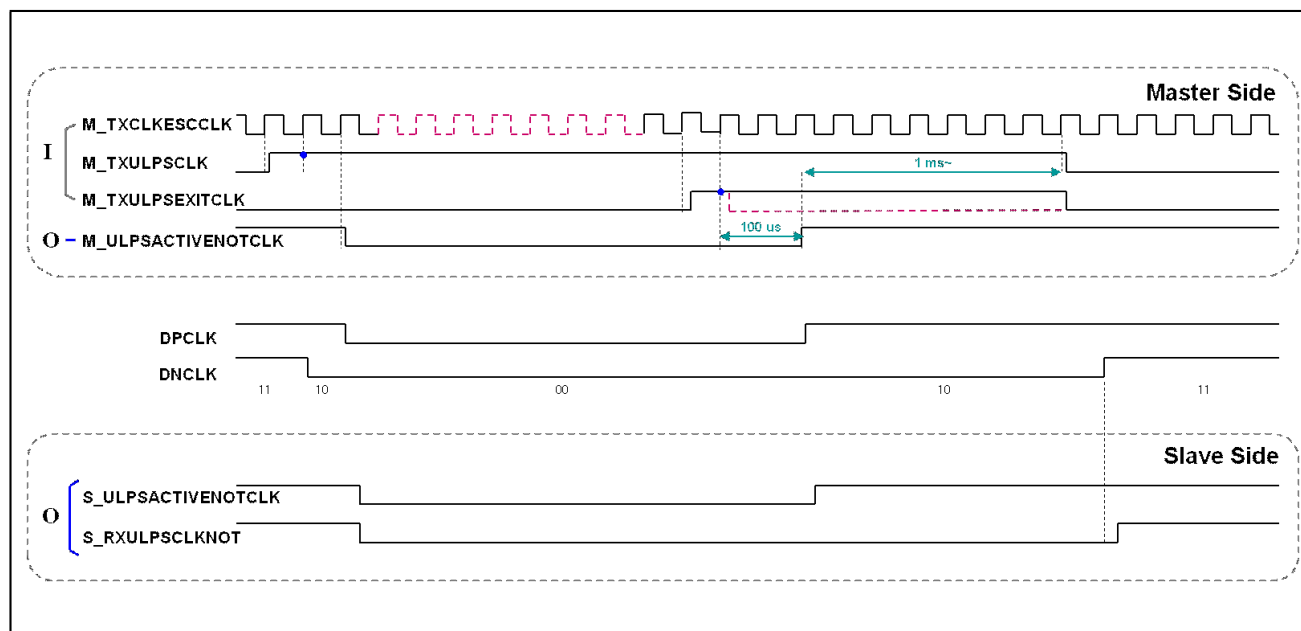 Master Side
M_TXCLKESCCLK
I
M_TXULPSCLK
1 ms~
M_TXULPSEXITCLK
100 us
O
M_ULPSACTIVENOTCLK
DPCLK
DNCLK
11 10 00 10 11
Slave Side
S_ULPSACTIVENOTCLK
O
S_RXULPSCLKNOT